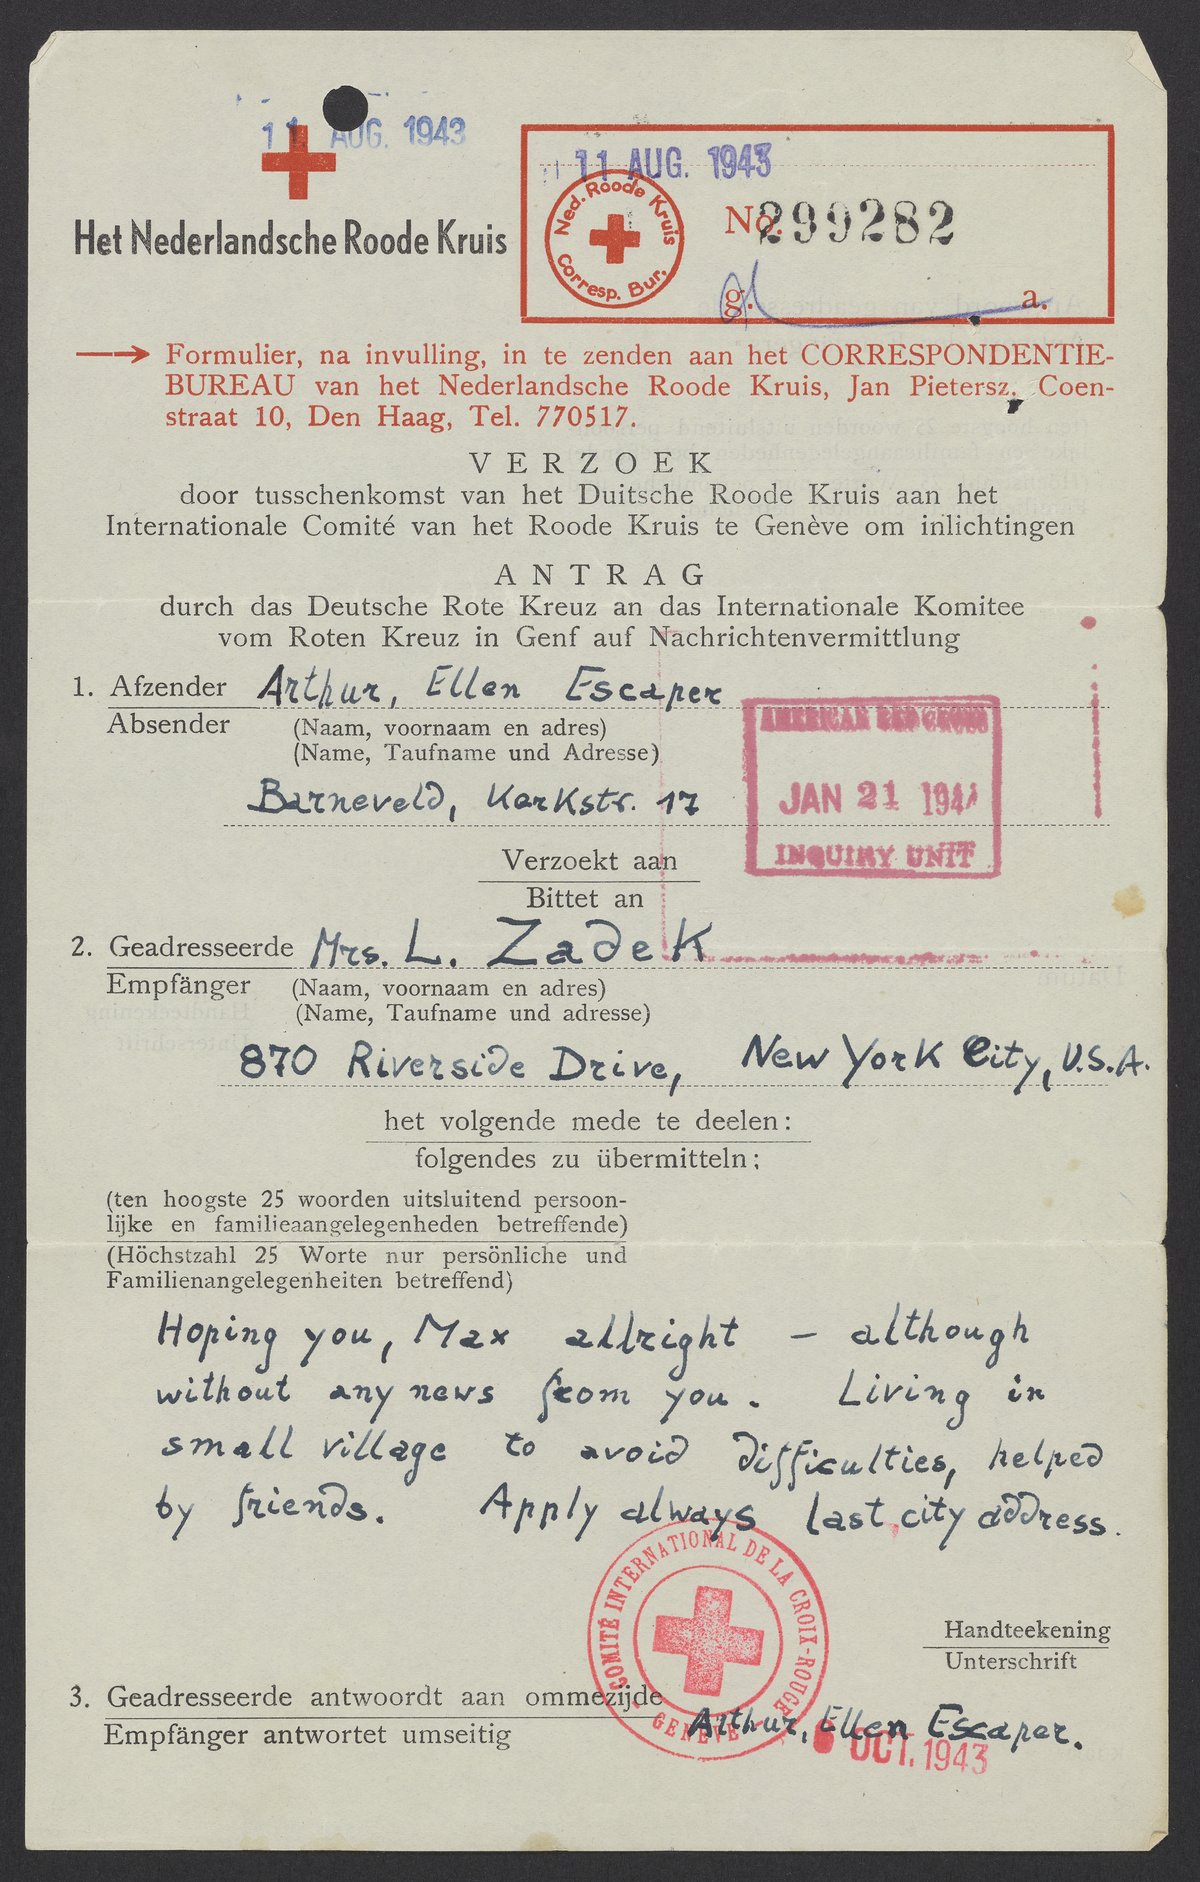 11 AUG. 1943
Het Nederlandsche Roode Kruis
11 AUG. 1943
Ned. Roode Kruis
Corresp. Bur.
No. 299282
g. a.
Formulier, na invulling, in te zenden aan het CORRESPONDENTIE-
BUREAU van het Nederlandsche Roode Kruis, Jan Pietersz. Coen-
straat 10, Den Haag, Tel. 770517.
VERZOEK
door tusschenkomst van het Duitsche Roode Kruis aan het
Internationale Comité van het Roode Kruis te Genève om inlichtingen
ANTRAG
durch das Deutsche Rote Kreuz an das Internationale Komitee
vom Roten Kreuz in Genf auf Nachrichtenvermittlung
1. Afzender Arthur, Ellen Escaper
Absender (Naam, voornaam en adres)
(Name, Taufname und Adresse)
AMERICAN RED CROSS
JAN 21 1944
INQUIRY UNIT
Barneveld, Kerkstr. 17
Verzoekt aan
Bittet an
2. Geadresseerde Mrs. L. Zadek
Empfänger (Naam, voornaam en adres)
(Name, Taufname und adresse)
870 Riverside Drive, New York City, U.S.A.
het volgende mede te deelen:
folgendes zu übermitteln:
(ten hoogste 25 woorden uitsluitend persoon-
lijke en familieaangelegenheden betreffende)
(Höchstzahl 25 Worte nur persönliche und
Familienangelegenheiten betreffend)
Hoping you, Max allright – although
without any news from you. Living in
small village to avoid difficulties, helped
by friends. Apply always last city address.
COMITÉ INTERNATIONAL DE LA CROIX-ROUGE
GENÈVE
Handteekening
Unterschrift
3. Geadresseerde antwoordt aan ommezijde
Empfänger antwortet umseitig
Arthur, Ellen Escaper.
OCT. 1943